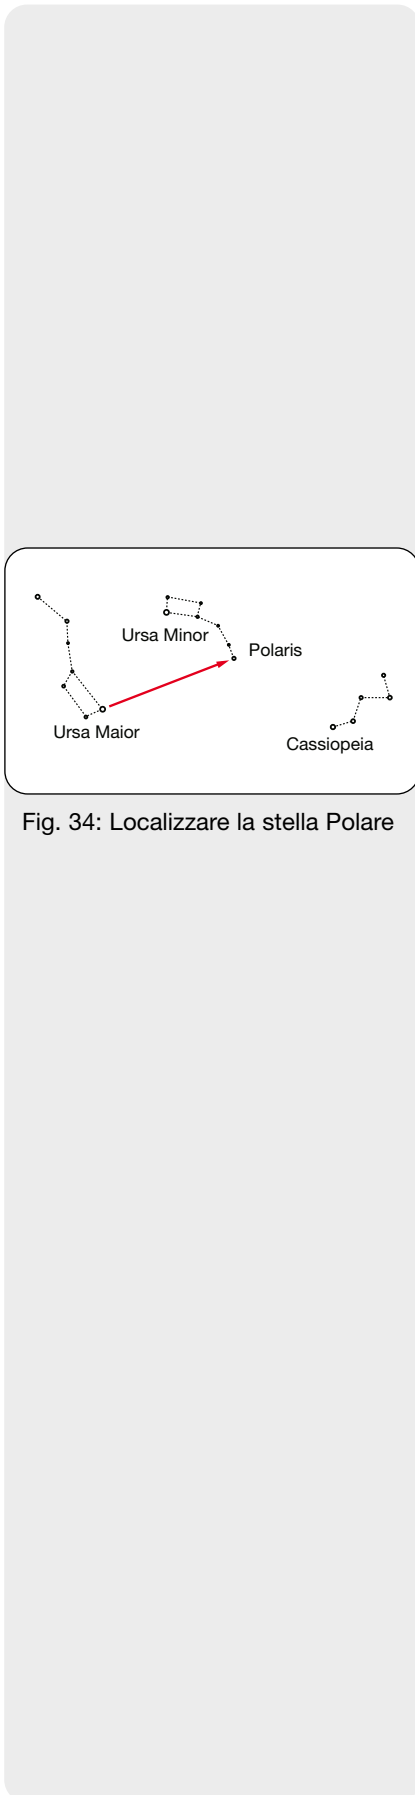 Ursa Minor
Polaris
Ursa Maior
Cassiopeia
Fig. 34: Localizzare la stella Polare